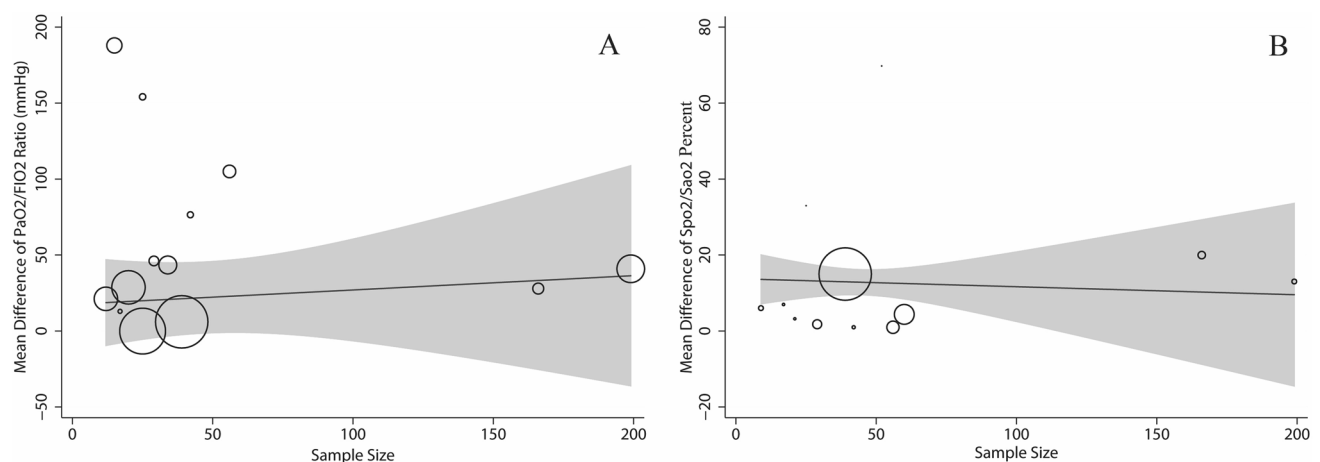 A
Mean Difference of PaO2/FIO2 Ratio (mmHg)
200
150
100
50
0
−50
0 50 100 150 200
Sample Size
B
Mean Difference of Spo2/Sao2 Percent
80
60
40
20
0
−20
0 50 100 150 200
Sample Size